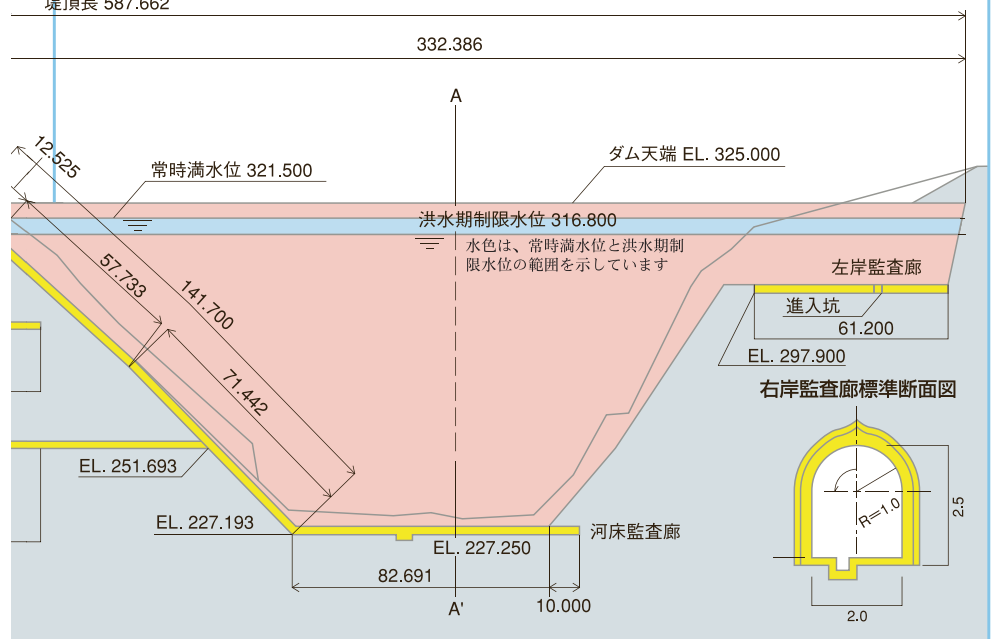 堤頂長 587.662
332.386
A
12.525
常時満水位 321.500
ダム天端 EL. 325.000
洪水期制限水位 316.800
水色は、常時満水位と洪水期制
限水位の範囲を示しています
57.733
141.700
左岸監査廊
進入坑
61.200
EL. 297.900
71.442
右岸監査廊標準断面図
EL. 251.693
R=1.0
2.5
EL. 227.193
河床監査廊
EL. 227.250
82.691
A'
10.000
2.0